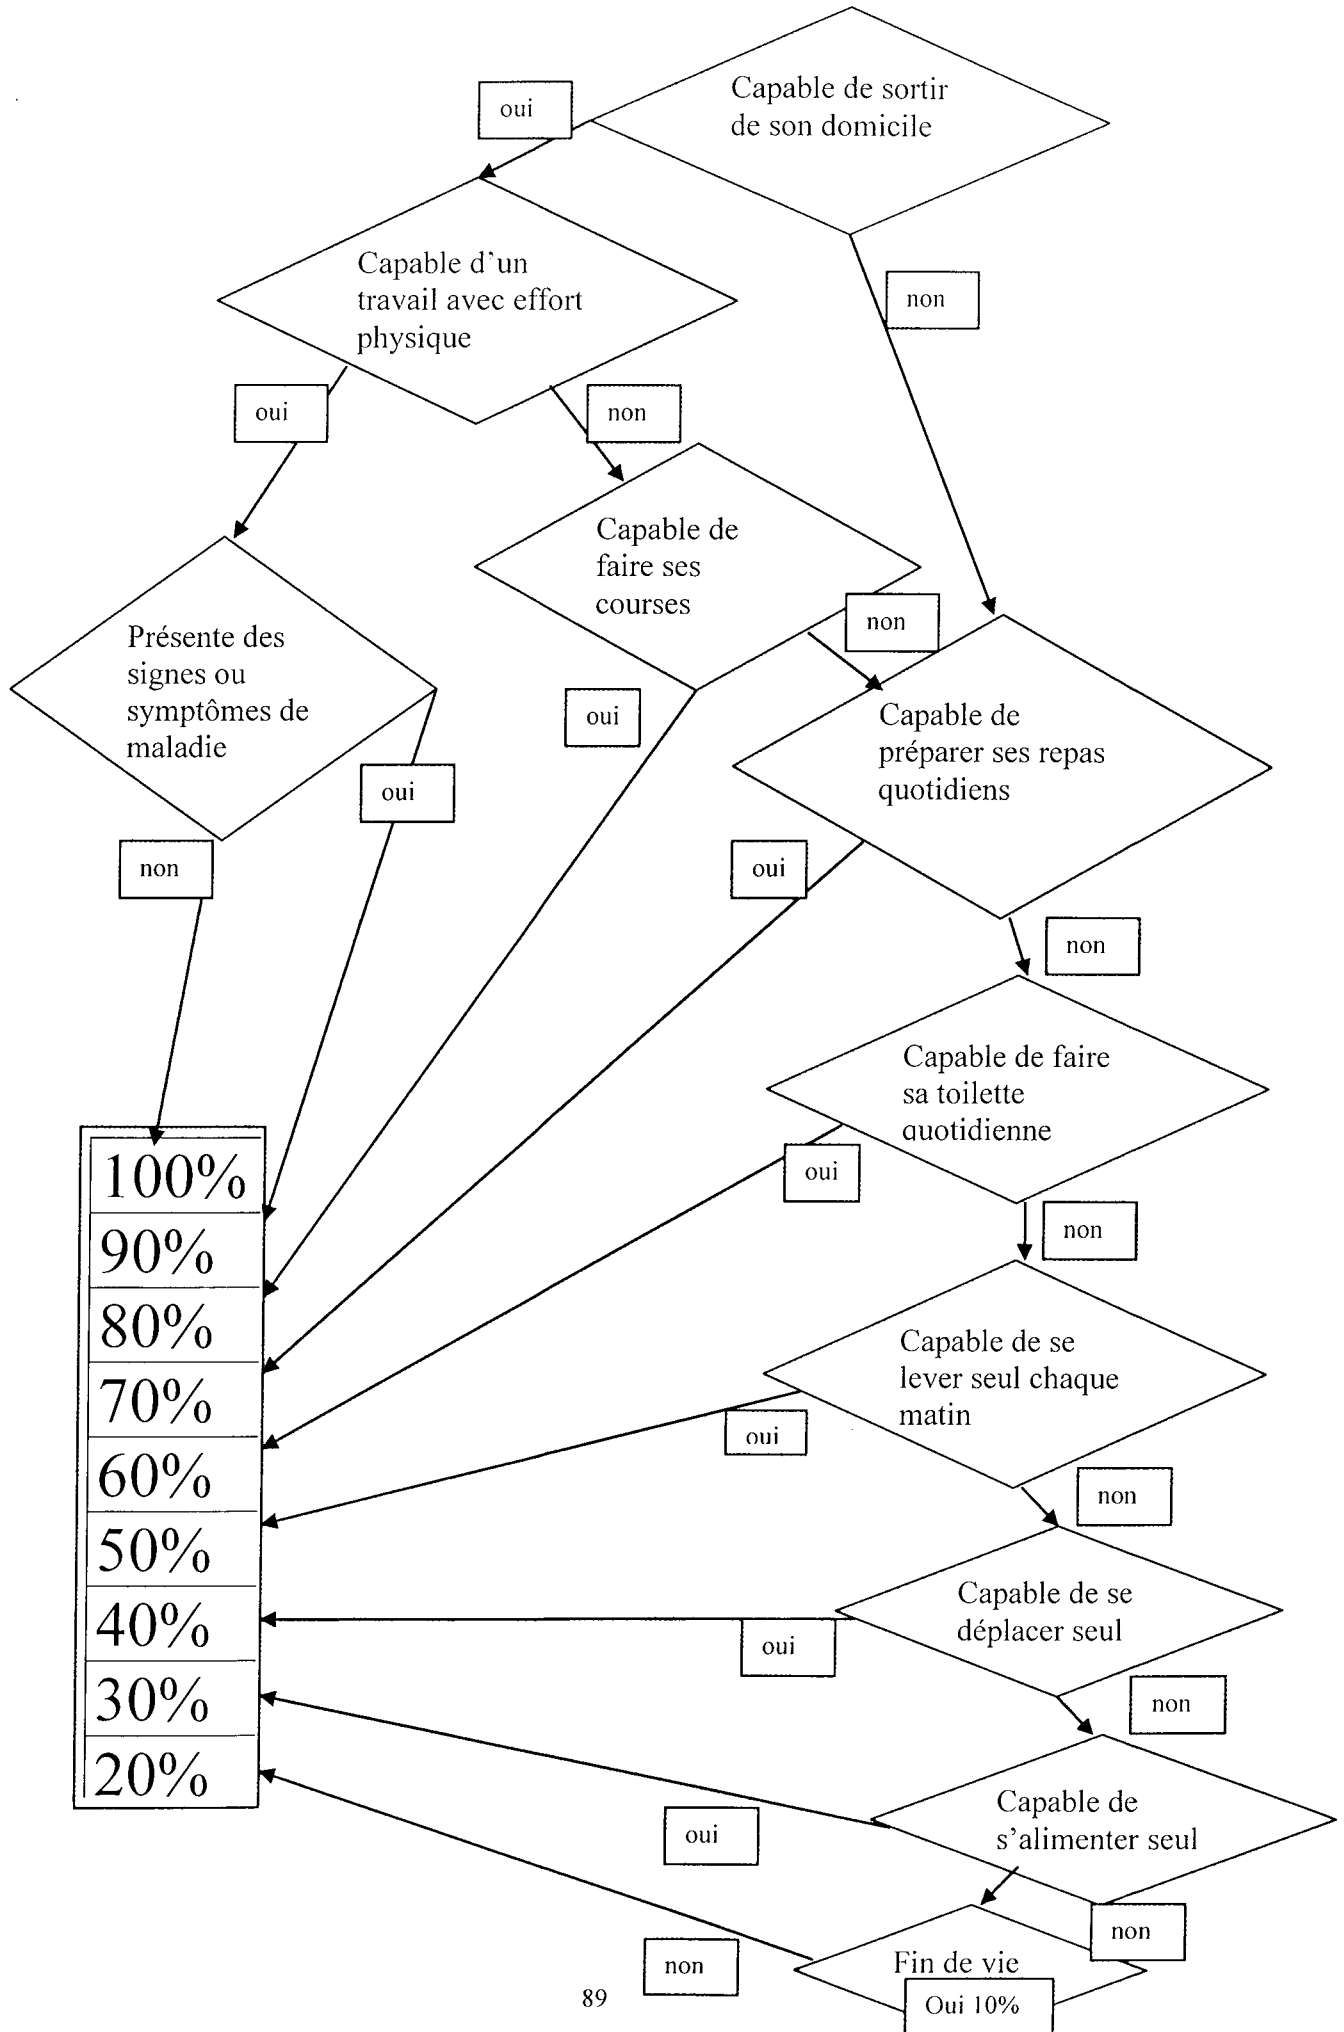 Capable de sortir
de son domicile
oui
Capable d'un
travail avec effort
physique
non
oui
non
Capable de
faire ses
courses
non
Présente des
signes ou
symptômes de
maladie
oui
Capable de
préparer ses repas
quotidiens
oui
non
oui
non
Capable de faire
sa toilette
quotidienne
oui
100%
90%
80%
70%
60%
50%
40%
30%
20%
non
Capable de se
lever seul chaque
matin
oui
non
Capable de se
déplacer seul
oui
non
Capable de
s'alimenter seul
oui
non
Fin de vie
non
Oui 10%
89